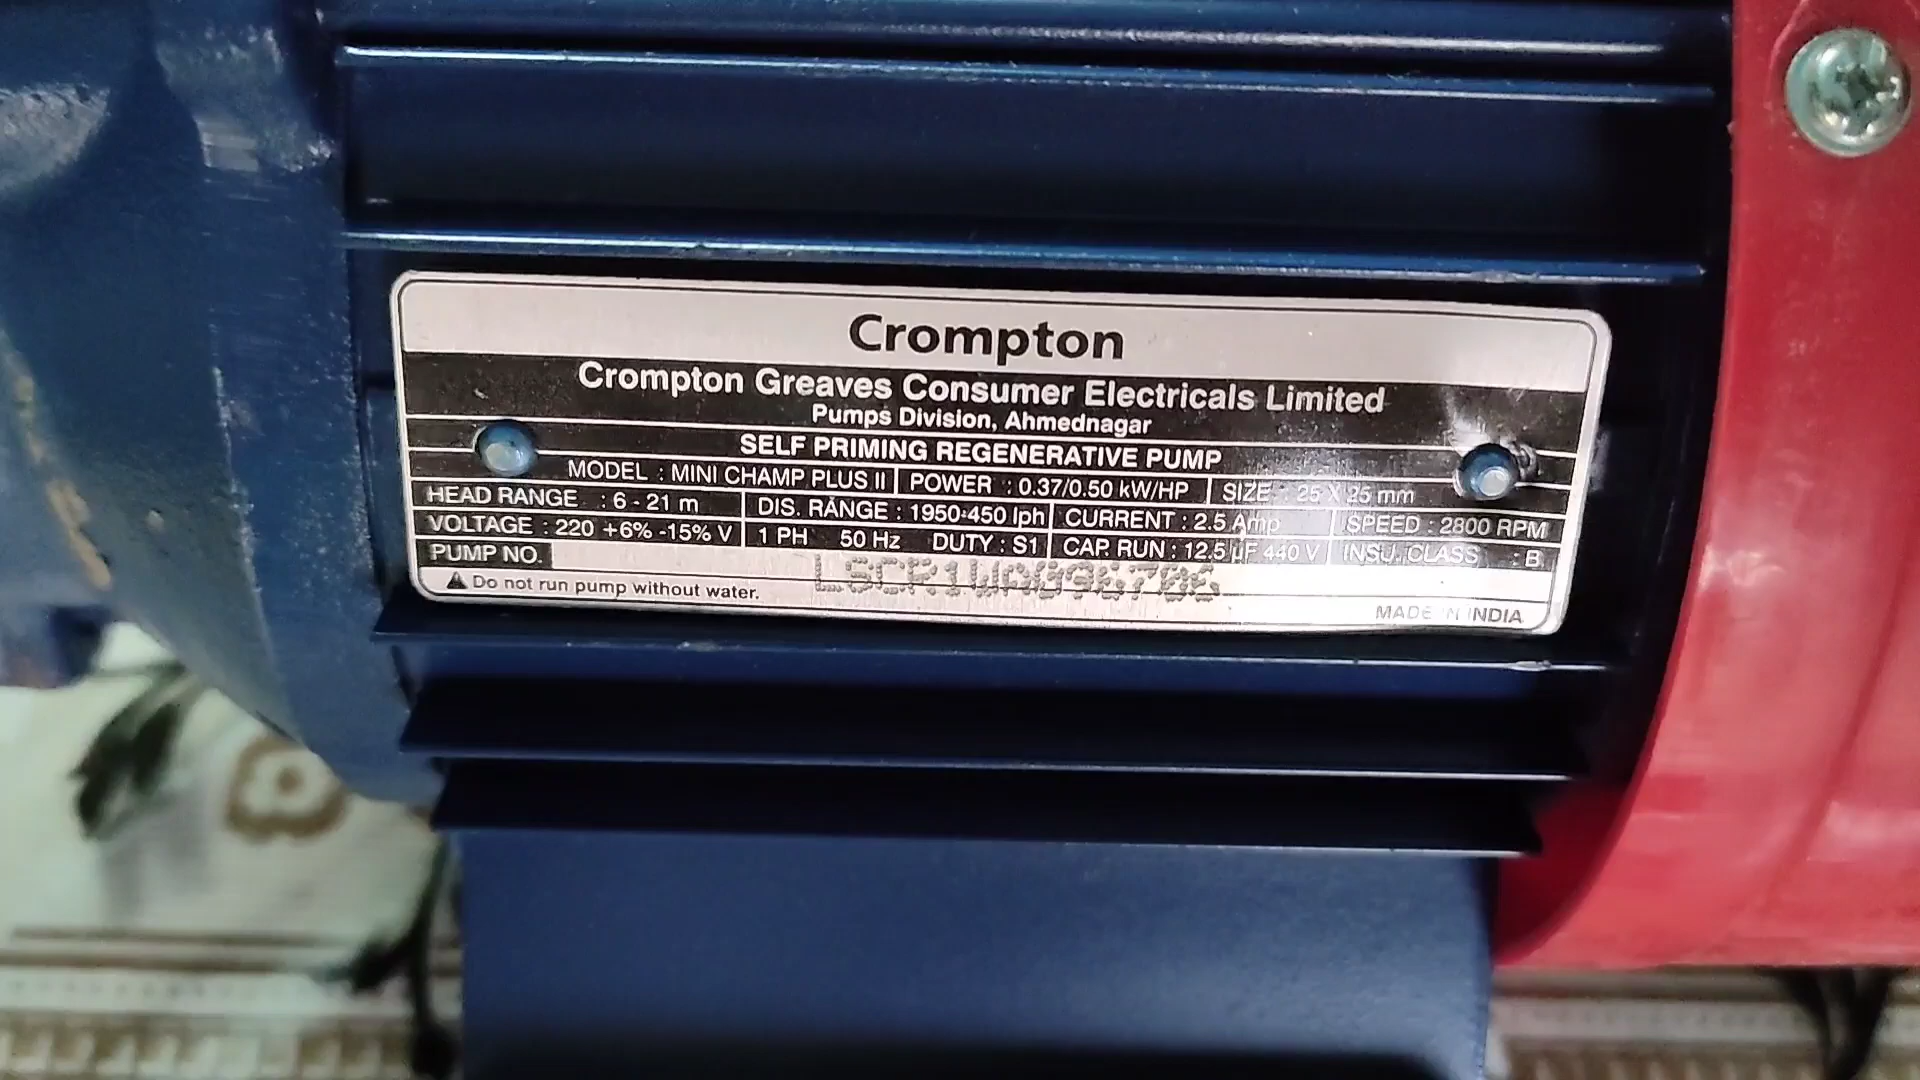 Crompton
Crompton Greaves Consumer Electricals Limited
Pumps Division, Ahmednagar
SELF PRIMING REGENERATIVE PUMP
MODEL : MINI CHAMP PLUS II POWER : 0.37/0.50 kW/HP SIZE : 25 X 25 mm
HEAD RANGE : 6 - 21 m DIS. RANGE : 1950-450 lph CURRENT : 2.5 Amp SPEED : 2800 RPM
VOLTAGE : 220 +6% -15% V 1 PH 50 Hz DUTY : S1 CAP. RUN : 12.5 µF 440 V INSU. CLASS : B
PUMP NO.
Do not run pump without water.
MADE IN INDIA